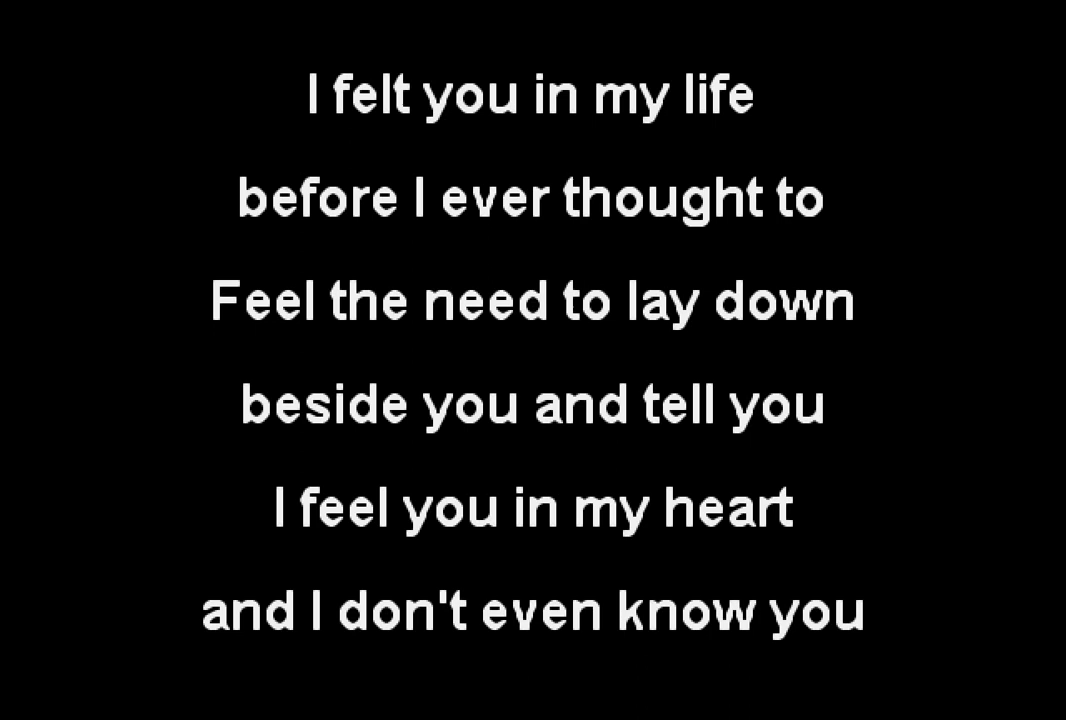 I felt you in my life
before I ever thought to
Feel the need to lay down
beside you and tell you
I feel you in my heart
and I don't even know you